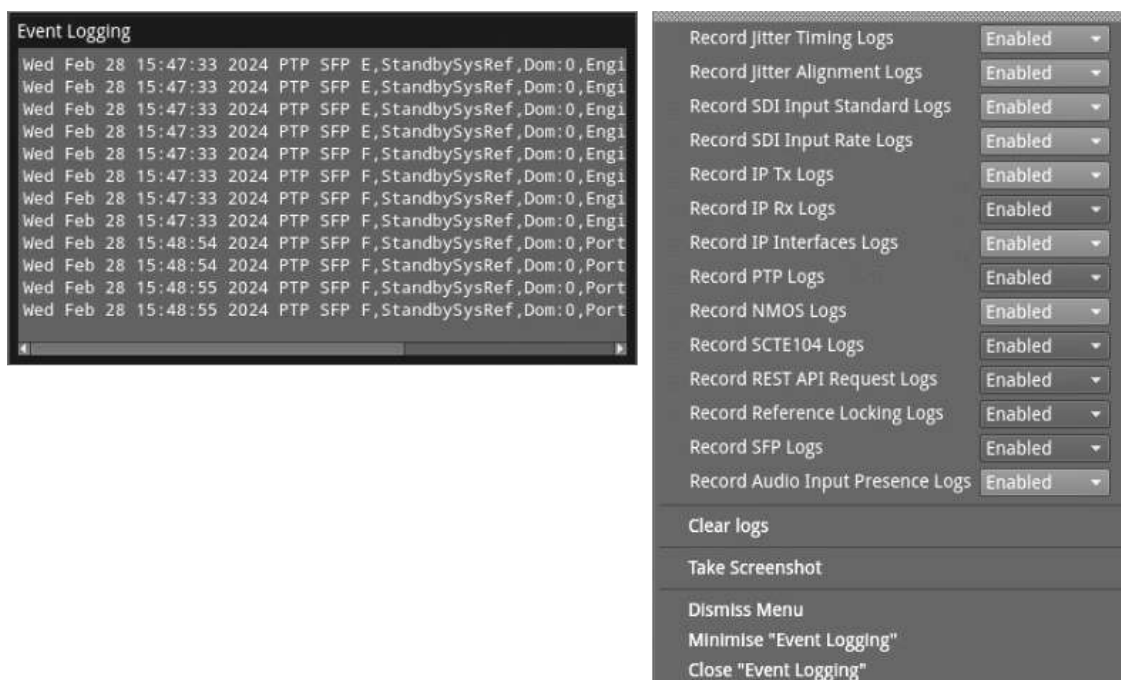 Event Logging
Wed Feb 28 15:47:33 2024 PTP SFP E,StandbySysRef,Dom:0,Engi
Wed Feb 28 15:47:33 2024 PTP SFP E,StandbySysRef,Dom:0,Engi
Wed Feb 28 15:47:33 2024 PTP SFP E,StandbySysRef,Dom:0,Engi
Wed Feb 28 15:47:33 2024 PTP SFP E,StandbySysRef,Dom:0,Engi
Wed Feb 28 15:47:33 2024 PTP SFP F,StandbySysRef,Dom:0,Engi
Wed Feb 28 15:47:33 2024 PTP SFP F,StandbySysRef,Dom:0,Engi
Wed Feb 28 15:47:33 2024 PTP SFP F,StandbySysRef,Dom:0,Engi
Wed Feb 28 15:47:33 2024 PTP SFP F,StandbySysRef,Dom:0,Engi
Wed Feb 28 15:48:54 2024 PTP SFP F,StandbySysRef,Dom:0,Port
Wed Feb 28 15:48:54 2024 PTP SFP F,StandbySysRef,Dom:0,Port
Wed Feb 28 15:48:55 2024 PTP SFP F,StandbySysRef,Dom:0,Port
Wed Feb 28 15:48:55 2024 PTP SFP F,StandbySysRef,Dom:0,Port
Record Jitter Timing Logs Enabled
Record Jitter Alignment Logs Enabled
Record SDI Input Standard Logs Enabled
Record SDI Input Rate Logs Enabled
Record IP Tx Logs Enabled
Record IP Rx Logs Enabled
Record IP Interfaces Logs Enabled
Record PTP Logs Enabled
Record NMOS Logs Enabled
Record SCTE104 Logs Enabled
Record REST API Request Logs Enabled
Record Reference Locking Logs Enabled
Record SFP Logs Enabled
Record Audio Input Presence Logs Enabled
Clear logs
Take Screenshot
Dismiss Menu
Minimise "Event Logging"
Close "Event Logging"